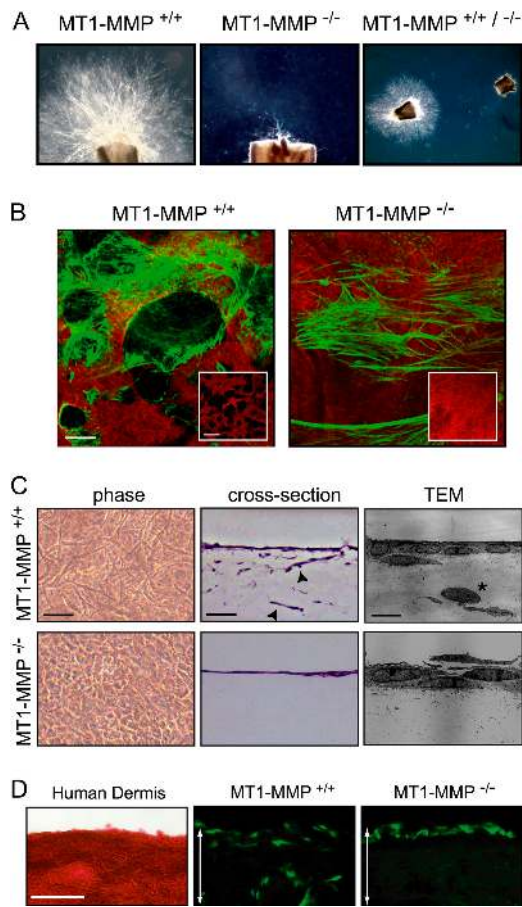 A
MT1-MMP +/+ MT1-MMP -/- MT1-MMP +/+ / -/-
B
MT1-MMP +/+ MT1-MMP -/-
C
phase cross-section TEM
MT1-MMP +/+
*
MT1-MMP -/-
D
Human Dermis MT1-MMP +/+ MT1-MMP -/-